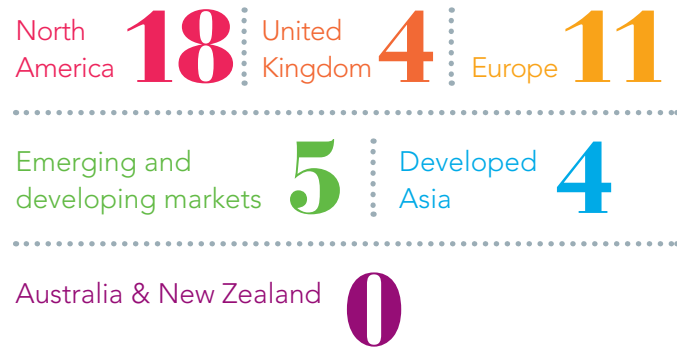 North
America 18
United
Kingdom 4
Europe 11
Emerging and
developing markets 5
Developed
Asia 4
Australia & New Zealand 0